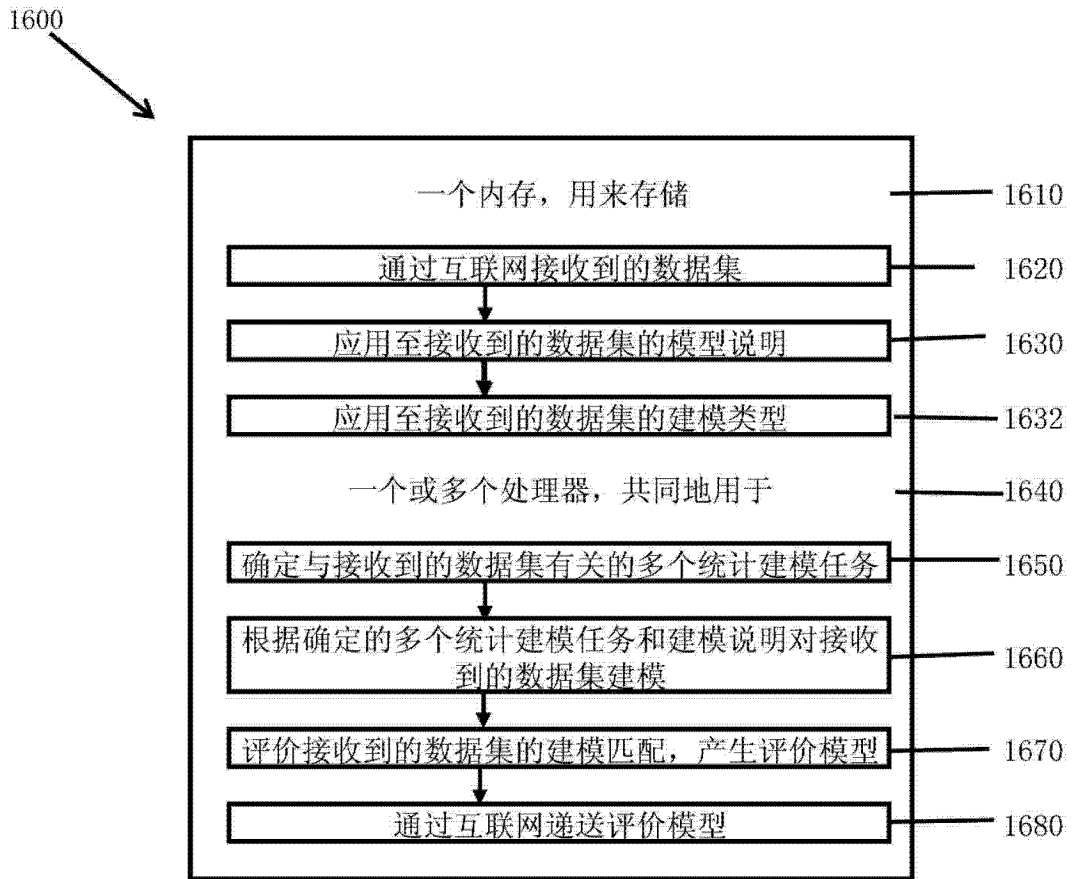 1600
一个内存，用来存储
1610
通过互联网接收到的数据集
1620
应用至接收到的数据集的模型说明
1630
应用至接收到的数据集的建模类型
1632
一个或多个处理器，共同地用于
1640
确定与接收到的数据集有关的多个统计建模任务
1650
根据确定的多个统计建模任务和建模说明对接收
到的数据集建模
1660
评价接收到的数据集的建模匹配，产生评价模型
1670
通过互联网递送评价模型
1680